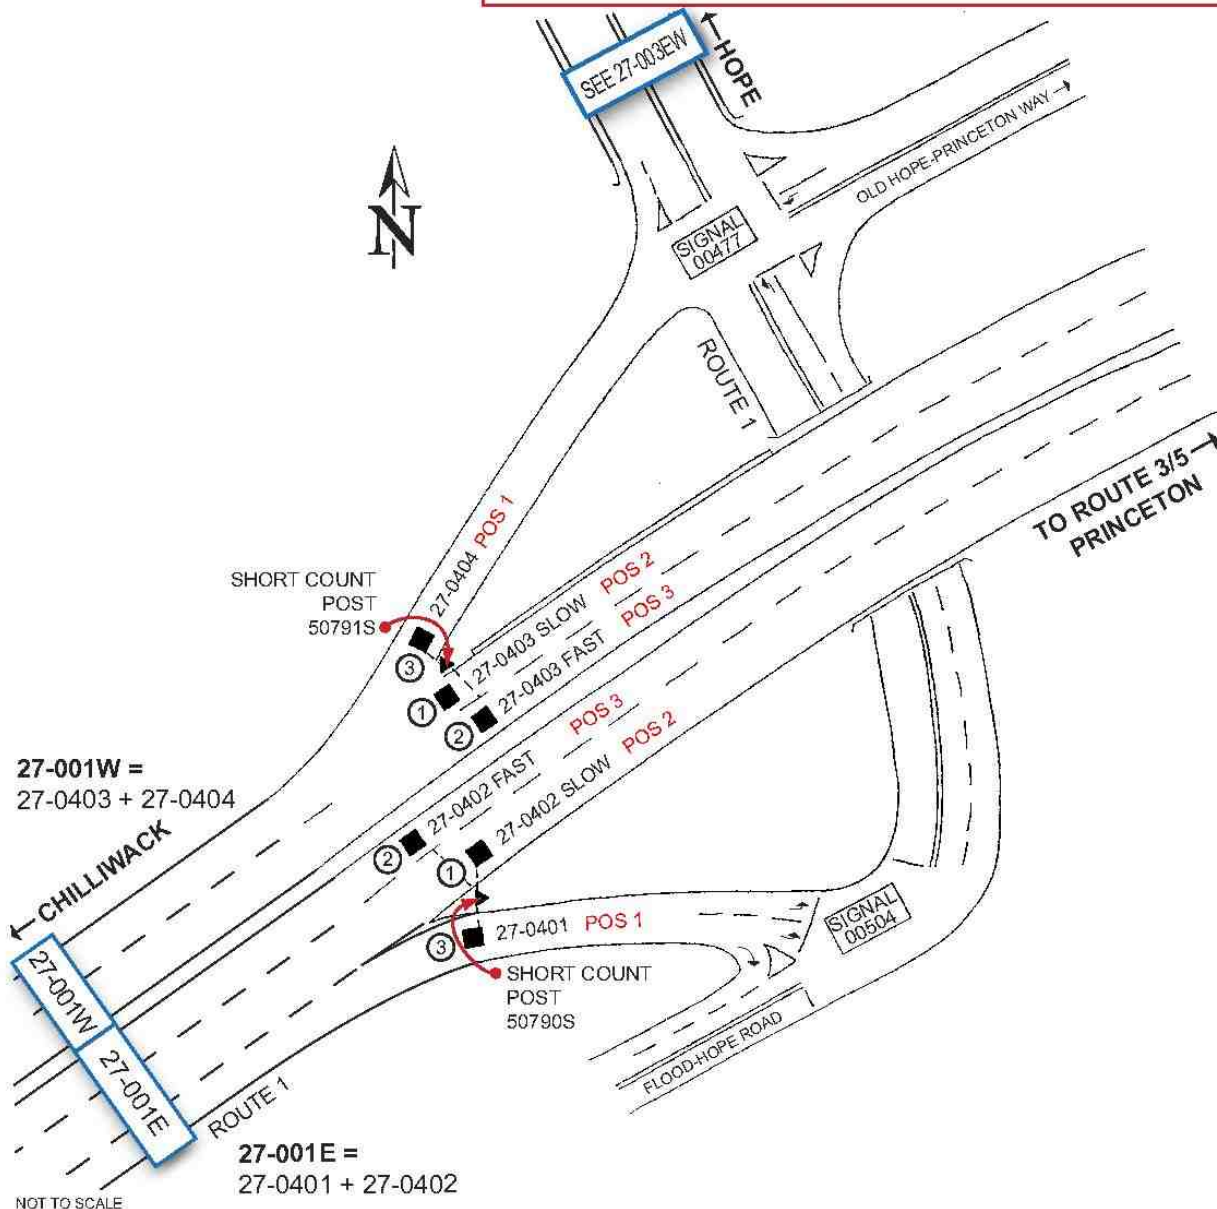 SEE 27-003EW
HOPE
OLD HOPE-PRINCETON WAY
N
SIGNAL
00477
ROUTE 1
TO ROUTE 3/5
PRINCETON
27-0404 POS 1
SHORT COUNT
POST
50791S
3
27-0403 SLOW POS 2
1
27-0403 FAST POS 3
2
27-0402 FAST POS 3
2
27-0402 SLOW POS 2
1
27-001W =
27-0403 + 27-0404
CHILLIWACK
27-0401 POS 1
3
SIGNAL
00504
SHORT COUNT
POST
50790S
FLOOD-HOPE ROAD
27-001W
27-001E
ROUTE 1
27-001E =
27-0401 + 27-0402
NOT TO SCALE